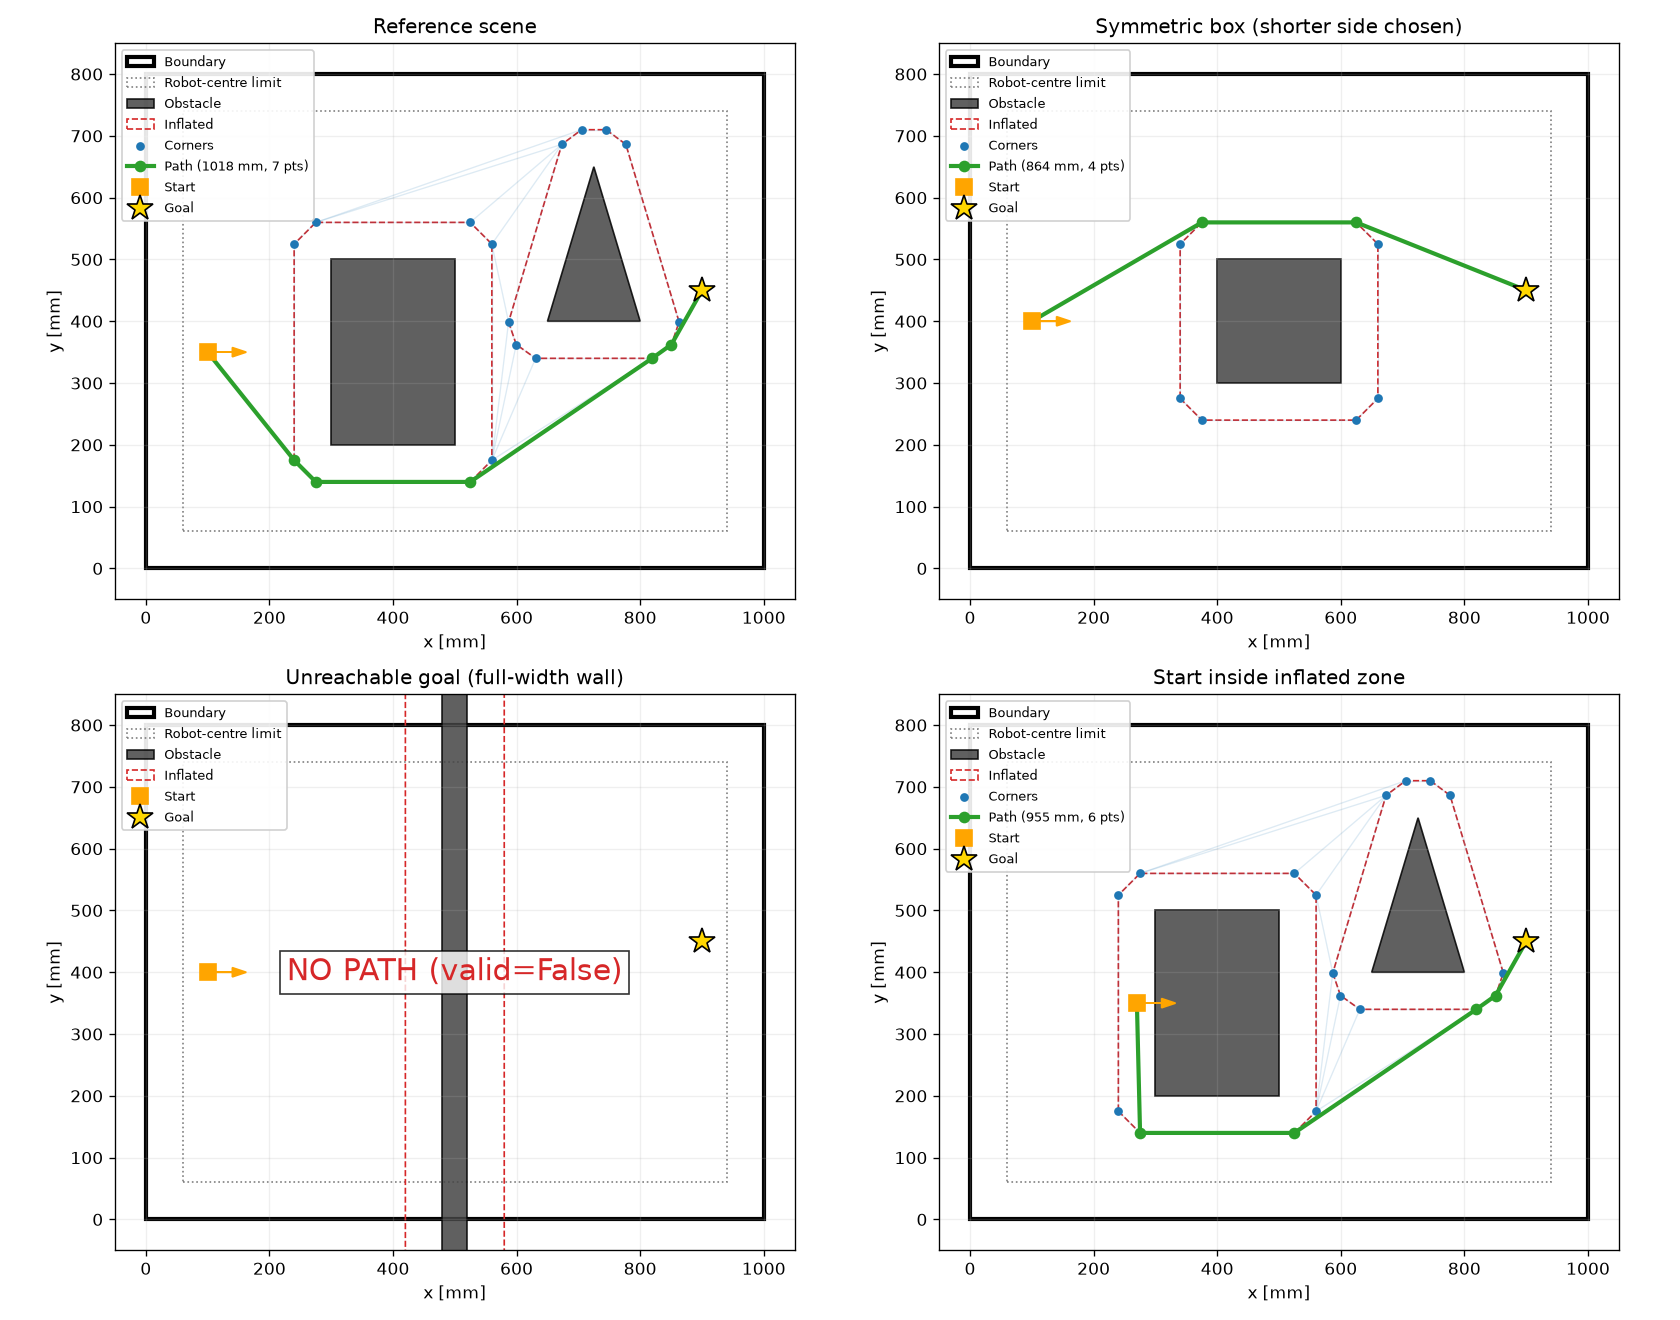 Reference scene
Boundary
Robot-centre limit
Obstacle
Inflated
Corners
Path (1018 mm, 7 pts)
Start
Goal
800
700
600
500
400
300
200
100
0
y [mm]
0 200 400 600 800 1000
x [mm]
Symmetric box (shorter side chosen)
Boundary
Robot-centre limit
Obstacle
Inflated
Corners
Path (864 mm, 4 pts)
Start
Goal
800
700
600
500
400
300
200
100
0
y [mm]
0 200 400 600 800 1000
x [mm]
Unreachable goal (full-width wall)
Boundary
Robot-centre limit
Obstacle
Inflated
Start
Goal
NO PATH (valid=False)
800
700
600
500
400
300
200
100
0
y [mm]
0 200 400 600 800 1000
x [mm]
Start inside inflated zone
Boundary
Robot-centre limit
Obstacle
Inflated
Corners
Path (955 mm, 6 pts)
Start
Goal
800
700
600
500
400
300
200
100
0
y [mm]
0 200 400 600 800 1000
x [mm]